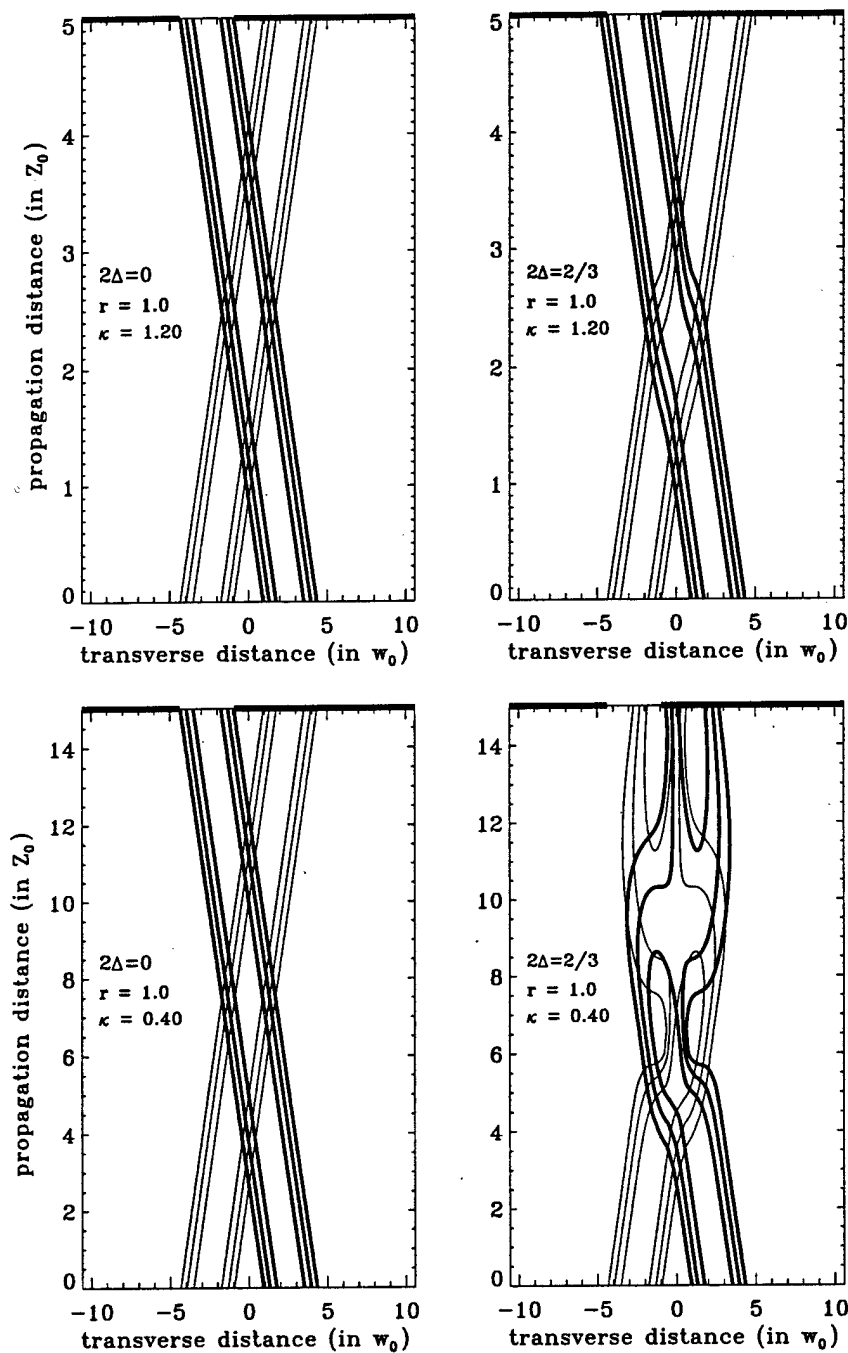 propagation distance (in Z₀)
5
4
3
2
1
0
2Δ=0
r = 1.0
κ = 1.20
−10 −5 0 5 10
transverse distance (in w₀)
5
4
3
2
1
0
2Δ=2/3
r = 1.0
κ = 1.20
−10 −5 0 5 10
transverse distance (in w₀)
propagation distance (in Z₀)
14
12
10
8
6
4
2
0
2Δ=0
r = 1.0
κ = 0.40
−10 −5 0 5 10
transverse distance (in w₀)
14
12
10
8
6
4
2
0
2Δ=2/3
r = 1.0
κ = 0.40
−10 −5 0 5 10
transverse distance (in w₀)